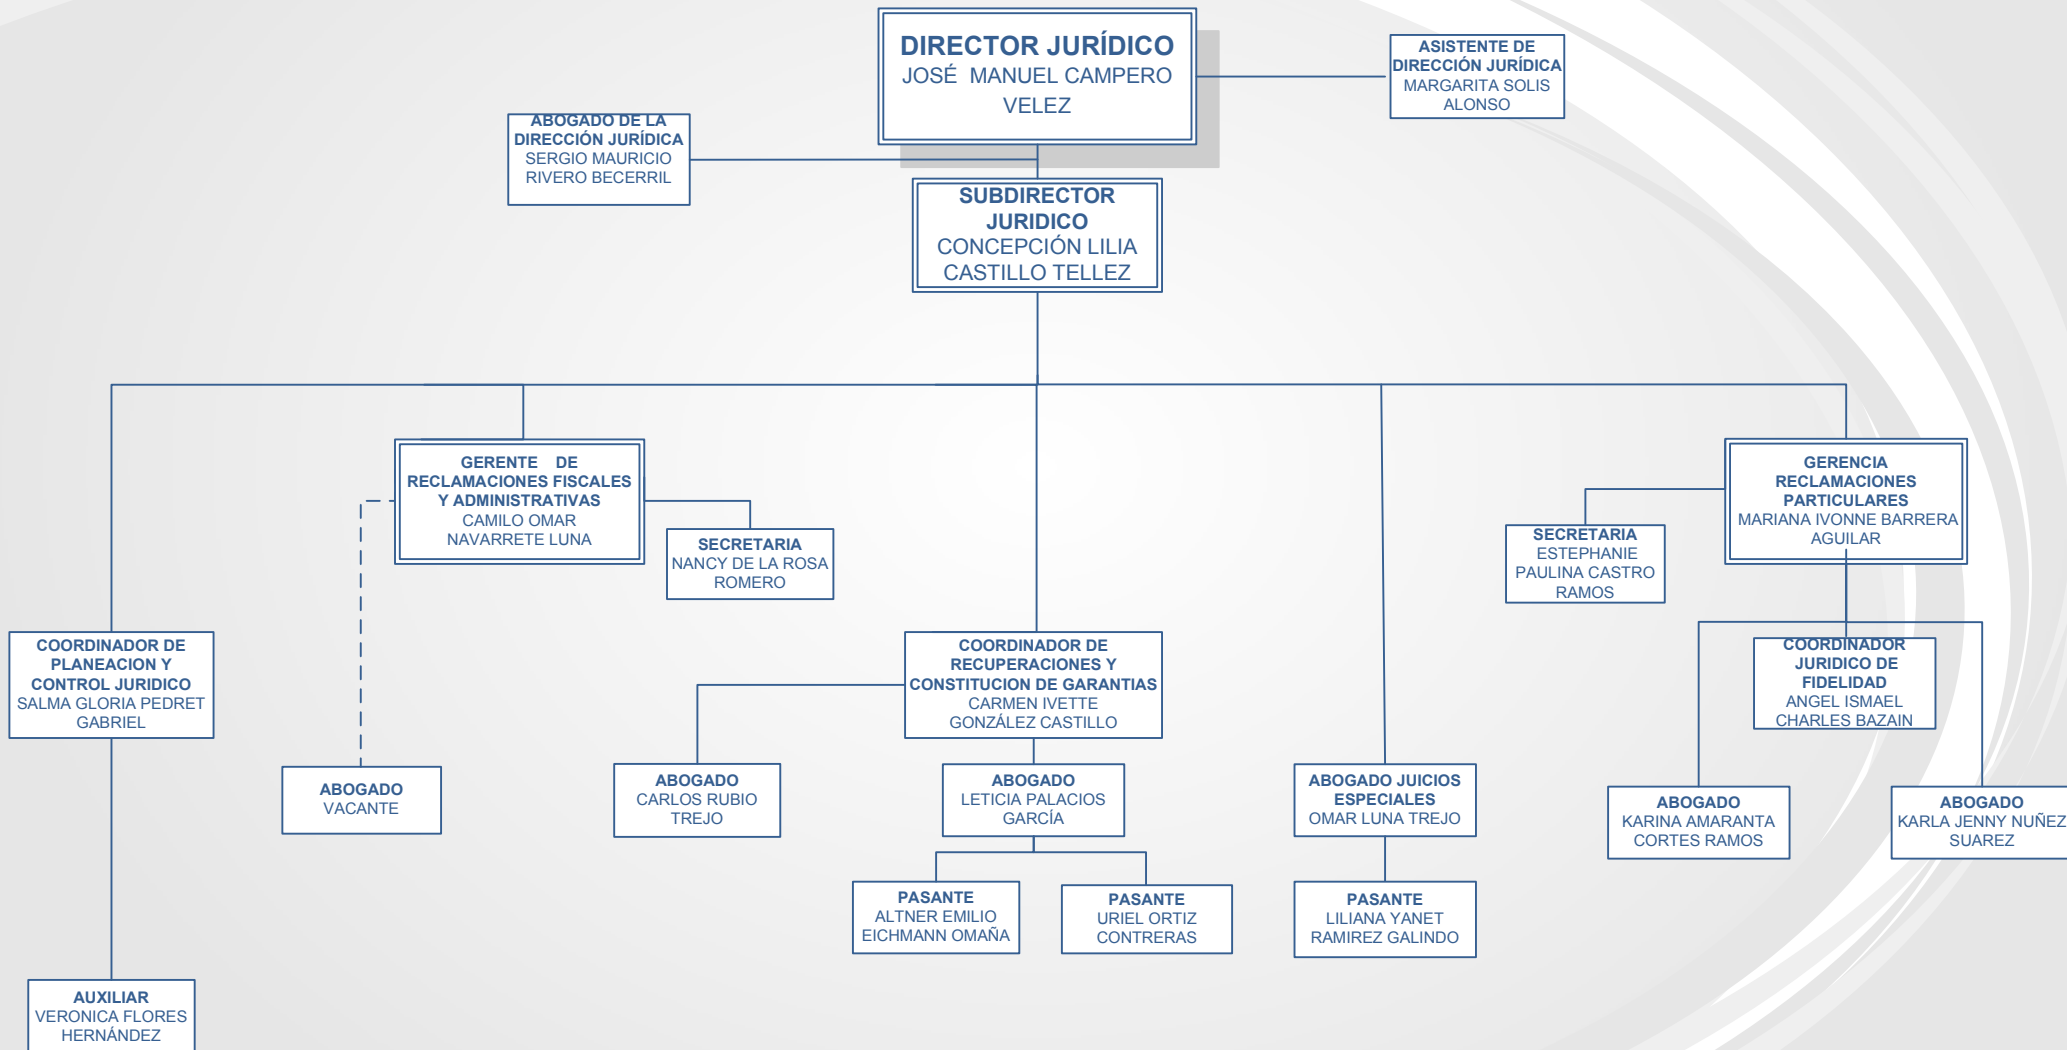 DIRECTOR JURÍDICO
JOSÉ MANUEL CAMPERO
VELEZ
ASISTENTE DE
DIRECCIÓN JURÍDICA
MARGARITA SOLIS
ALONSO
ABOGADO DE LA
DIRECCIÓN JURÍDICA
SERGIO MAURICIO
RIVERO BECERRIL
SUBDIRECTOR
JURIDICO
CONCEPCIÓN LILIA
CASTILLO TELLEZ
GERENTE DE
RECLAMACIONES FISCALES
Y ADMINISTRATIVAS
CAMILO OMAR
NAVARRETE LUNA
SECRETARIA
NANCY DE LA ROSA
ROMERO
GERENCIA
RECLAMACIONES
PARTICULARES
MARIANA IVONNE BARRERA
AGUILAR
SECRETARIA
ESTEPHANIE
PAULINA CASTRO
RAMOS
COORDINADOR DE
PLANEACION Y
CONTROL JURIDICO
SALMA GLORIA PEDRET
GABRIEL
COORDINADOR DE
RECUPERACIONES Y
CONSTITUCION DE GARANTIAS
CARMEN IVETTE
GONZÁLEZ CASTILLO
COORDINADOR
JURIDICO DE
FIDELIDAD
ANGEL ISMAEL
CHARLES BAZAIN
ABOGADO
VACANTE
ABOGADO
CARLOS RUBIO
TREJO
ABOGADO
LETICIA PALACIOS
GARCÍA
ABOGADO JUICIOS
ESPECIALES
OMAR LUNA TREJO
ABOGADO
KARINA AMARANTA
CORTES RAMOS
ABOGADO
KARLA JENNY NUÑEZ
SUAREZ
PASANTE
ALTNER EMILIO
EICHMANN OMAÑA
PASANTE
URIEL ORTIZ
CONTRERAS
PASANTE
LILIANA YANET
RAMIREZ GALINDO
AUXILIAR
VERONICA FLORES
HERNÁNDEZ